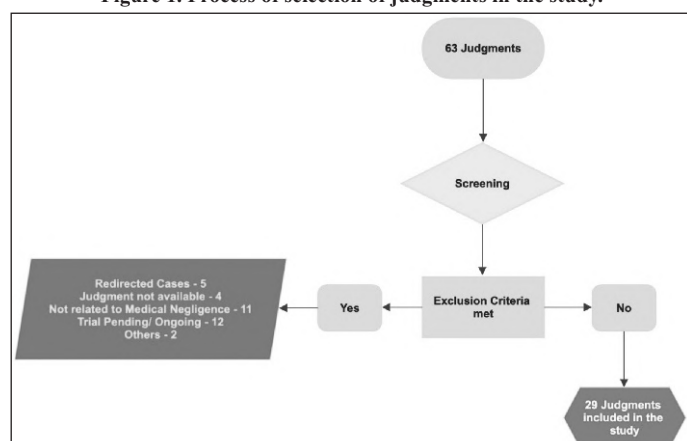 Figure 1. Process of selection of judgments in the study.
63 Judgments
Screening
Exclusion Criteria
met
Yes
No
Redirected Cases - 5
Judgment not available - 4
Not related to Medical Negligence - 11
Trial Pending/ Ongoing - 12
Others - 2
29 Judgments
included in the
study